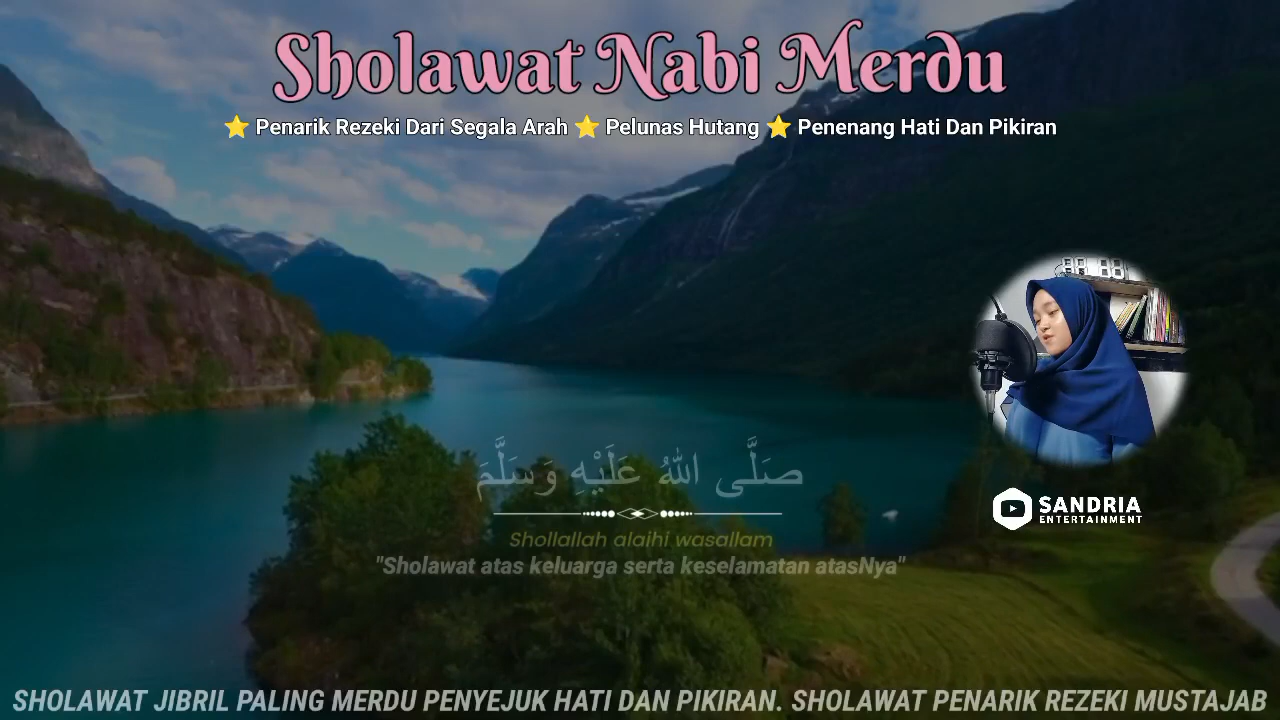 Sholawat Nabi Merdu
⭐ Penarik Rezeki Dari Segala Arah ⭐ Pelunas Hutang ⭐ Penenang Hati Dan Pikiran
صَلَّى اللهُ عَلَيْهِ وَسَلَّمَ
Shollallah alaihi wasallam
"Sholawat atas keluarga serta keselamatan atasNya"
SANDRIA
ENTERTAINMENT
SHOLAWAT JIBRIL PALING MERDU PENYEJUK HATI DAN PIKIRAN. SHOLAWAT PENARIK REZEKI MUSTAJAB